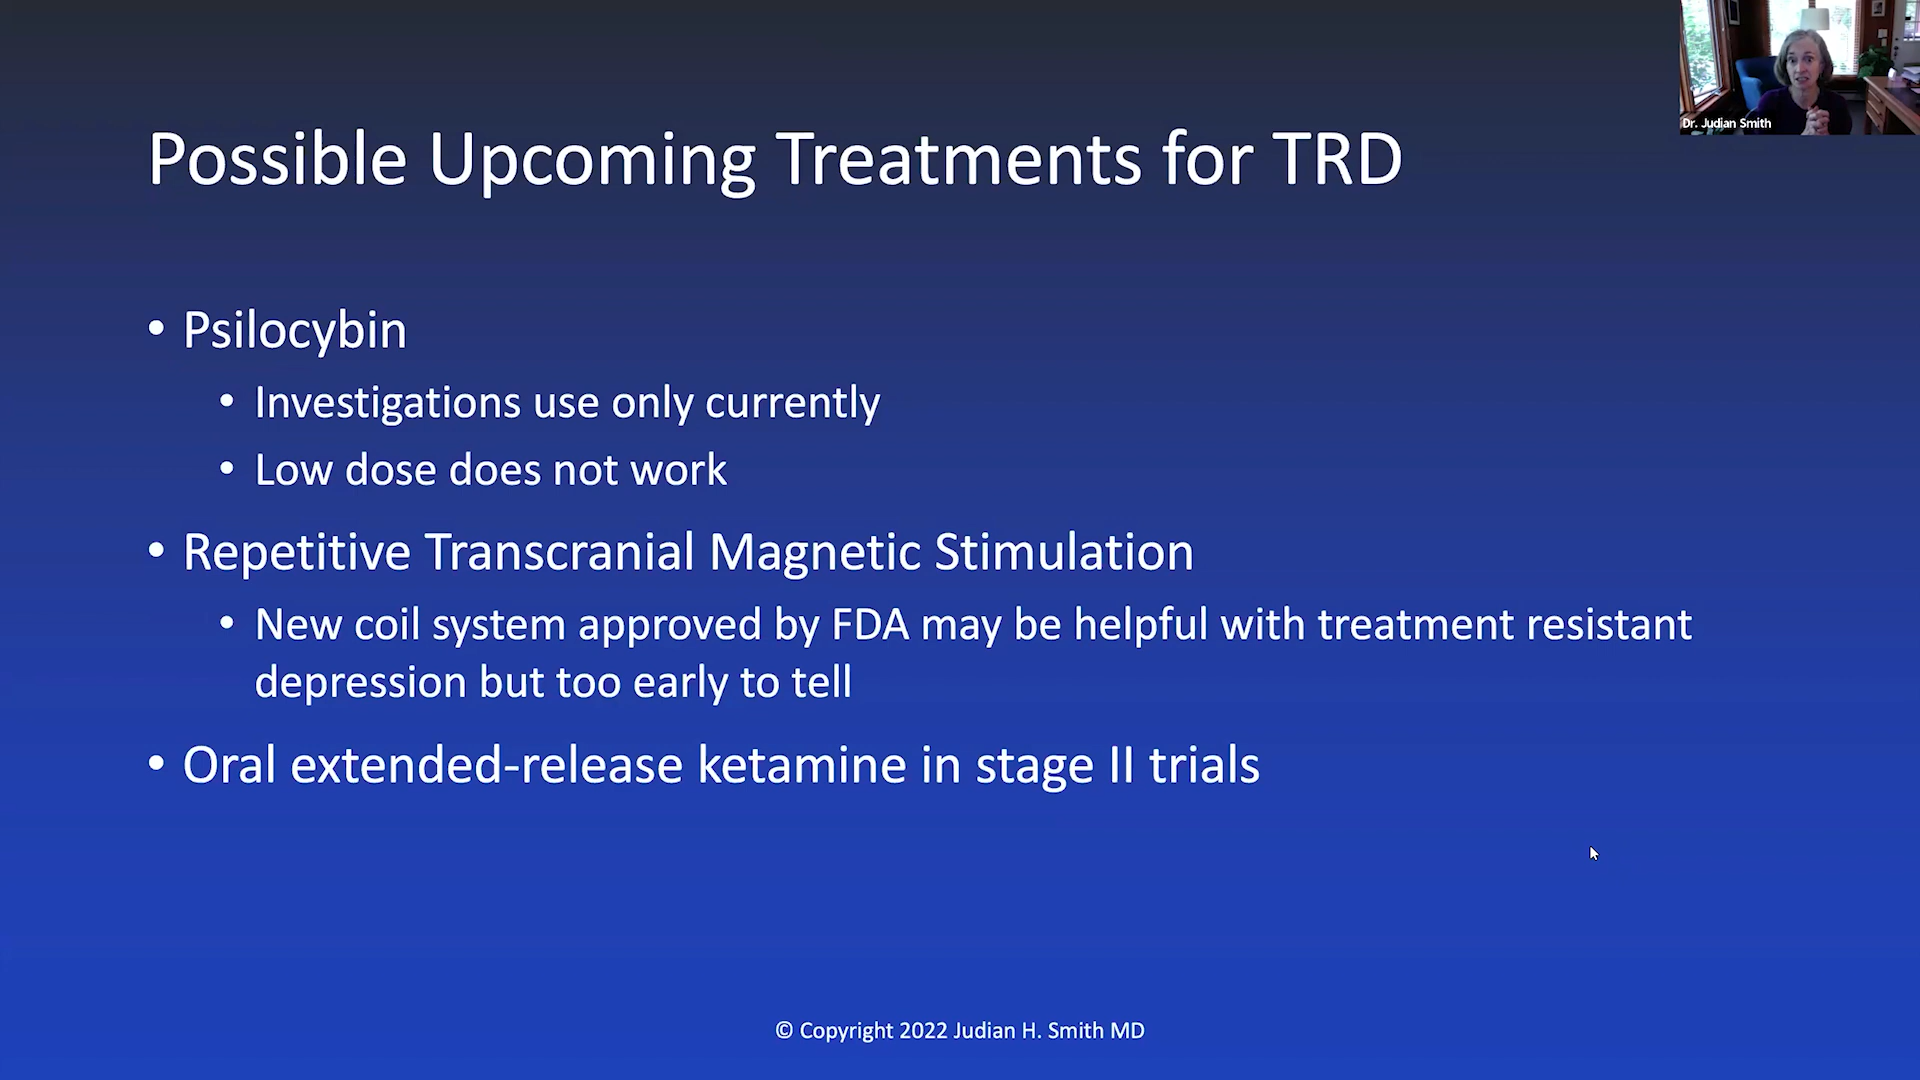 Dr. Judian Smith
Possible Upcoming Treatments for TRD
• Psilocybin
• Investigations use only currently
• Low dose does not work
• Repetitive Transcranial Magnetic Stimulation
• New coil system approved by FDA may be helpful with treatment resistant
depression but too early to tell
• Oral extended-release ketamine in stage II trials
© Copyright 2022 Judian H. Smith MD